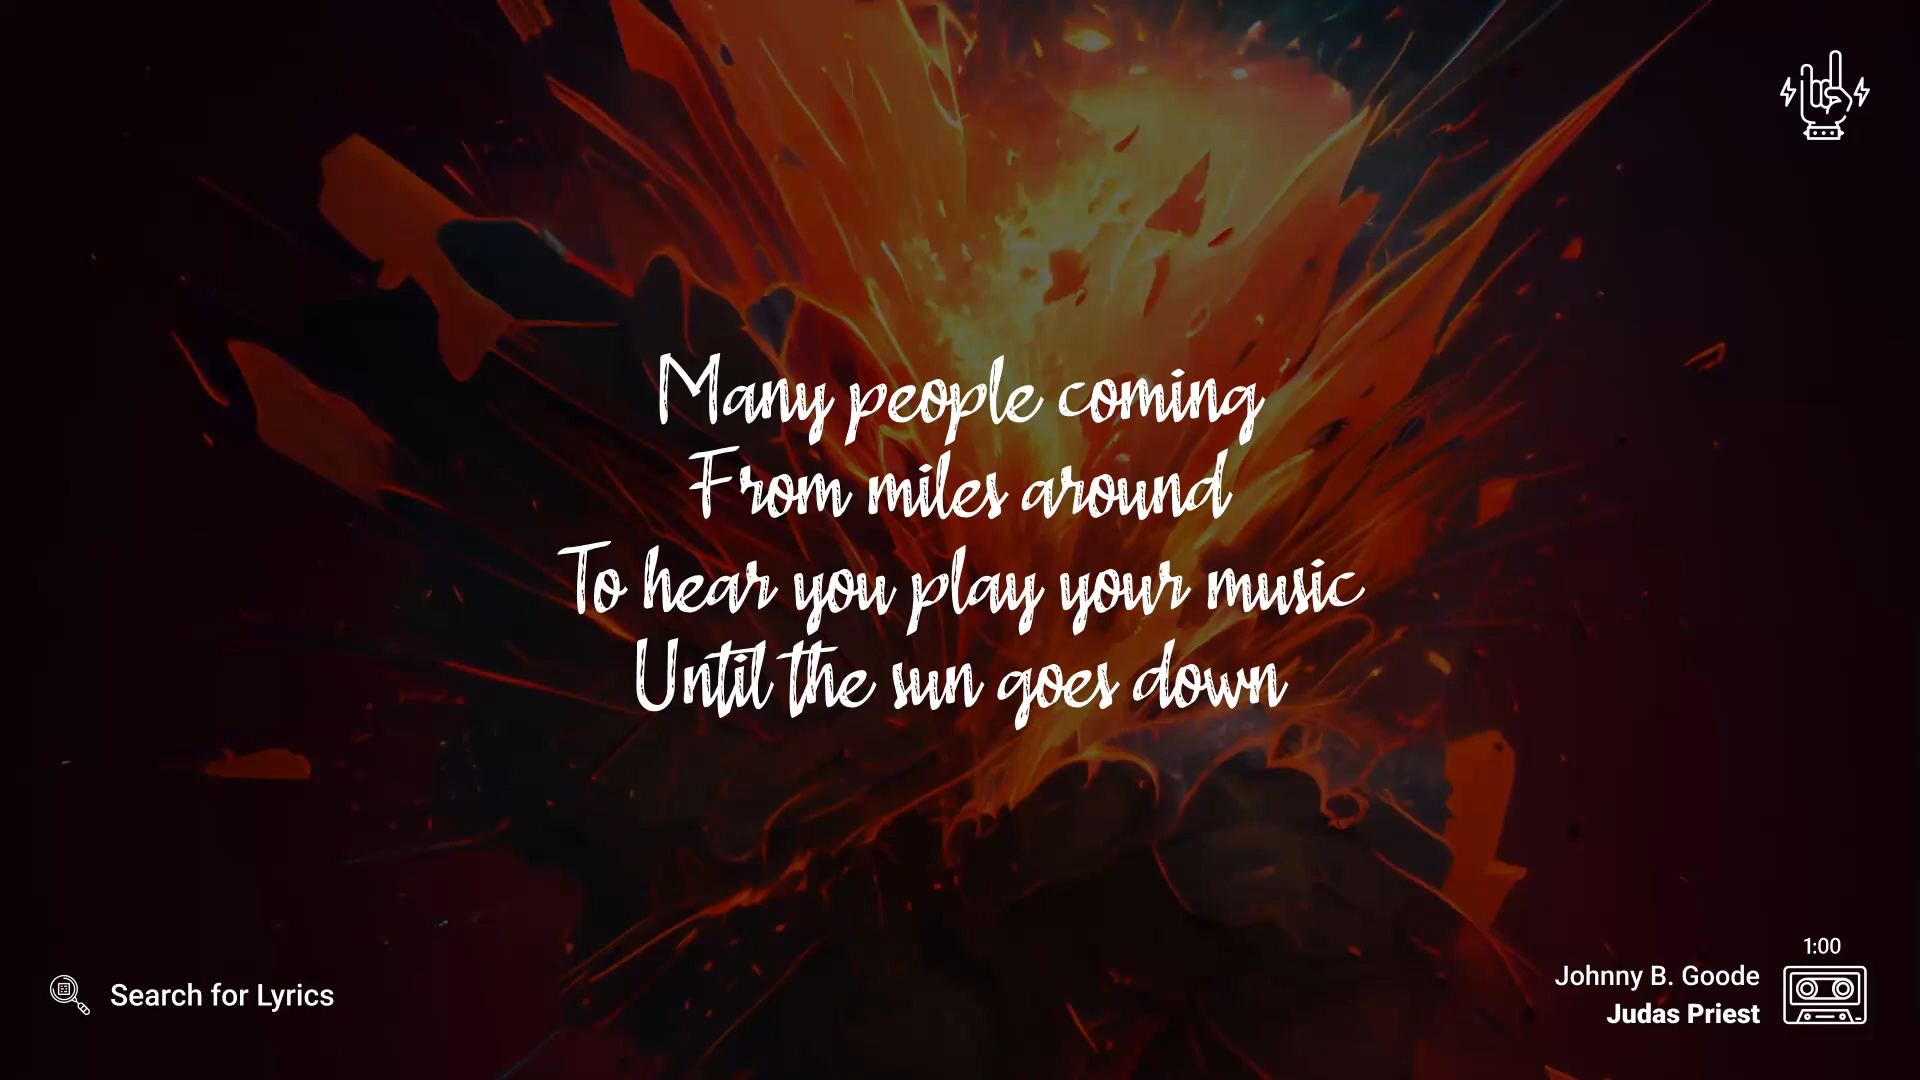 Many people coming
From miles around
To hear you play your music
Until the sun goes down
Search for Lyrics
1:00
Johnny B. Goode
Judas Priest